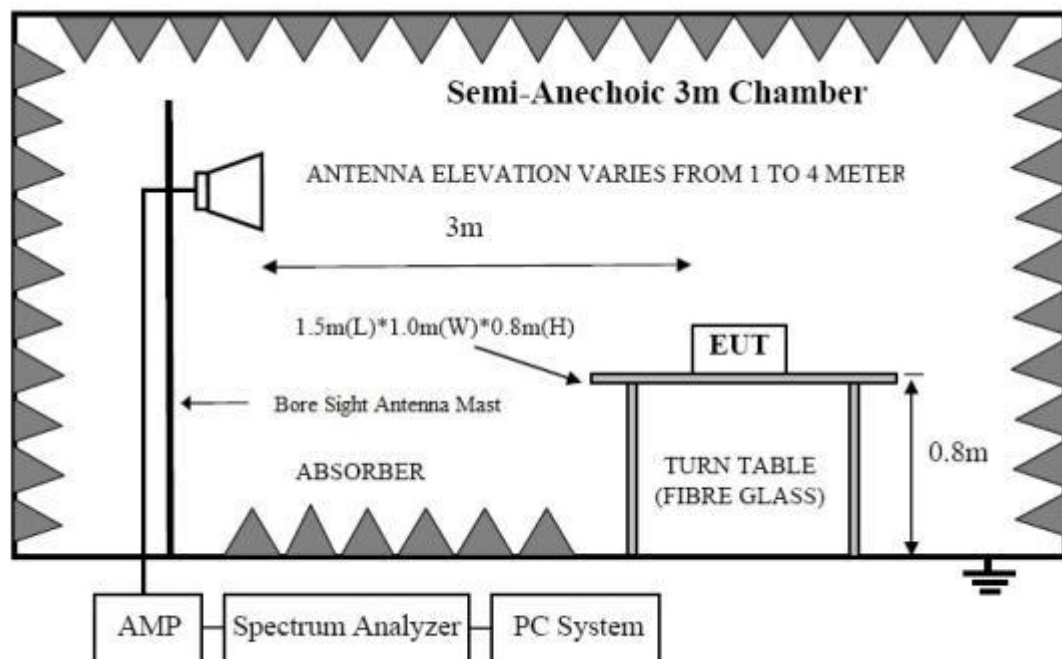 Semi-Anechoic 3m Chamber
ANTENNA ELEVATION VARIES FROM 1 TO 4 METER
3m
1.5m(L)*1.0m(W)*0.8m(H)
EUT
Bore Sight Antenna Mast
0.8m
ABSORBER
TURN TABLE
(FIBRE GLASS)
AMP
Spectrum Analyzer
PC System